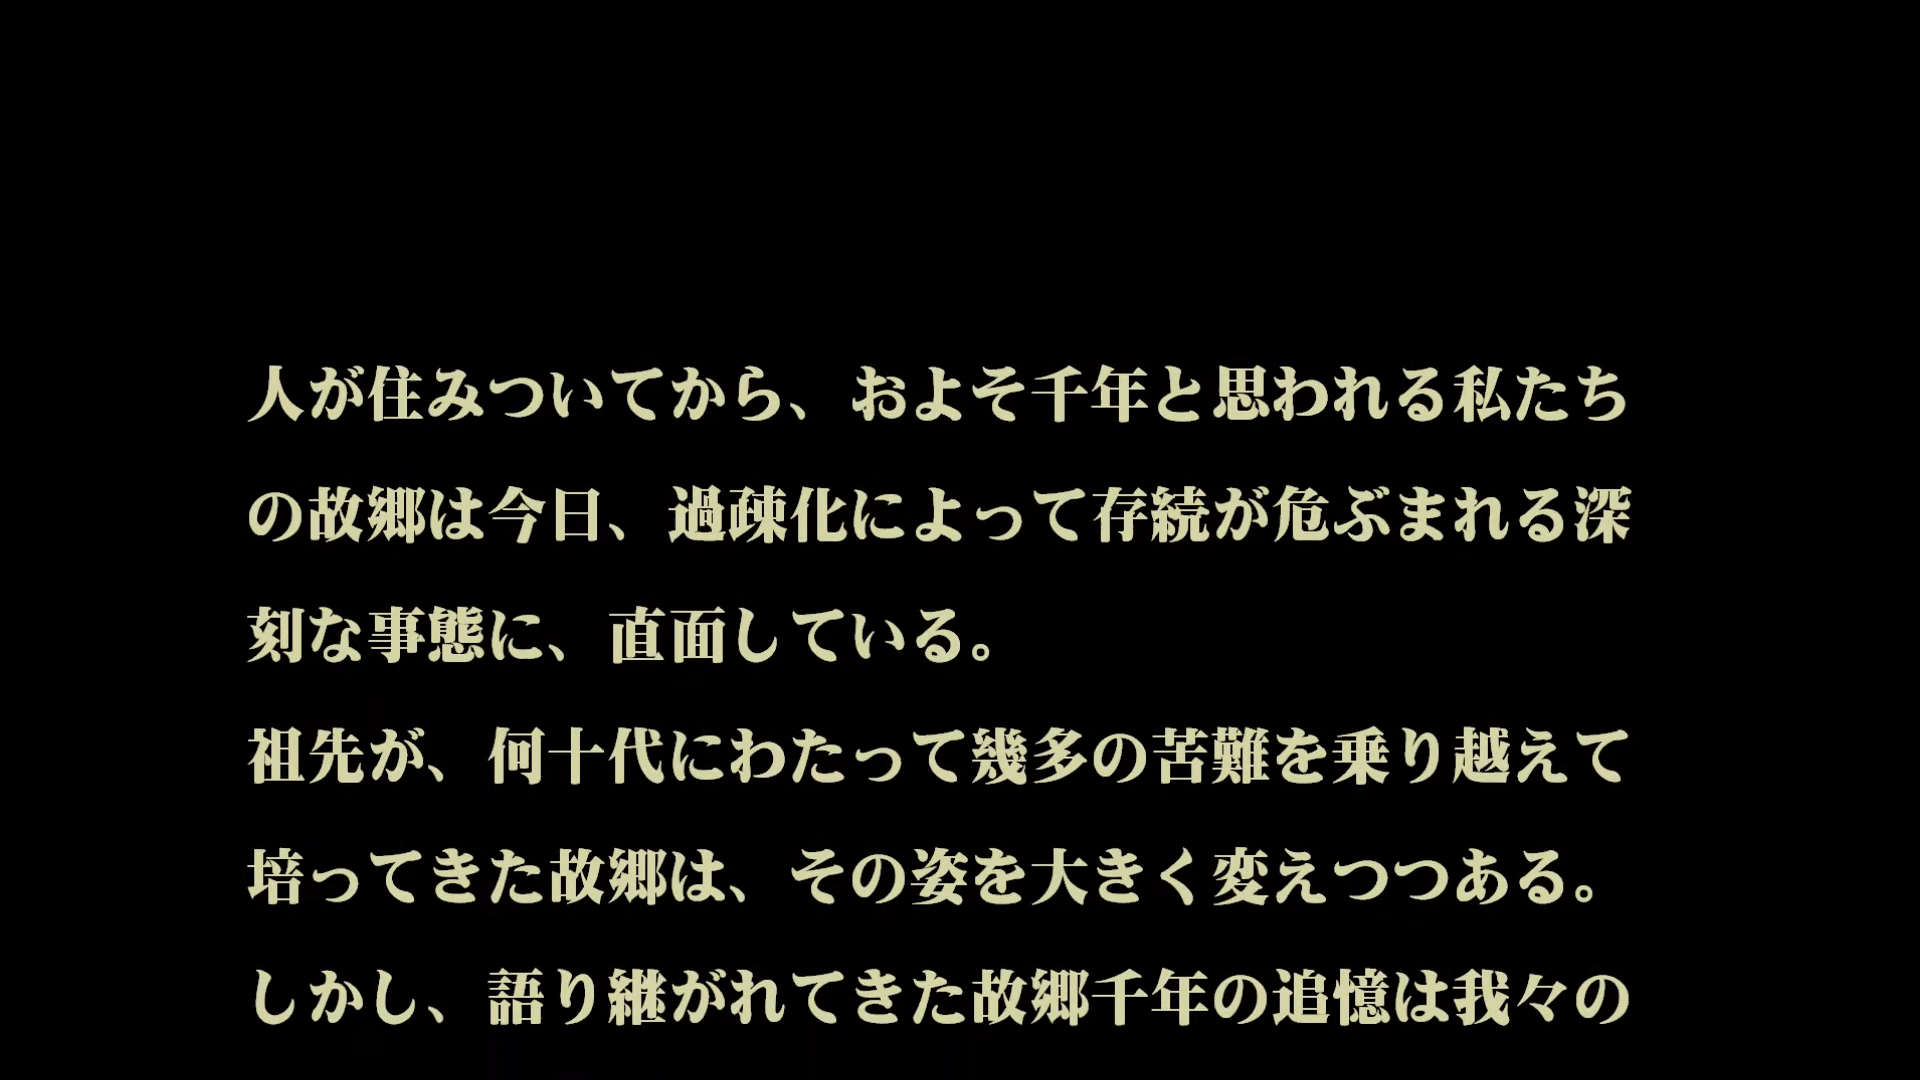 人が住みついてから、およそ千年と思われる私たち
の故郷は今日、過疎化によって存続が危ぶまれる深
刻な事態に、直面している。
祖先が、何十代にわたって幾多の苦難を乗り越えて
培ってきた故郷は、その姿を大きく変えつつある。
しかし、語り継がれてきた故郷千年の追憶は我々の